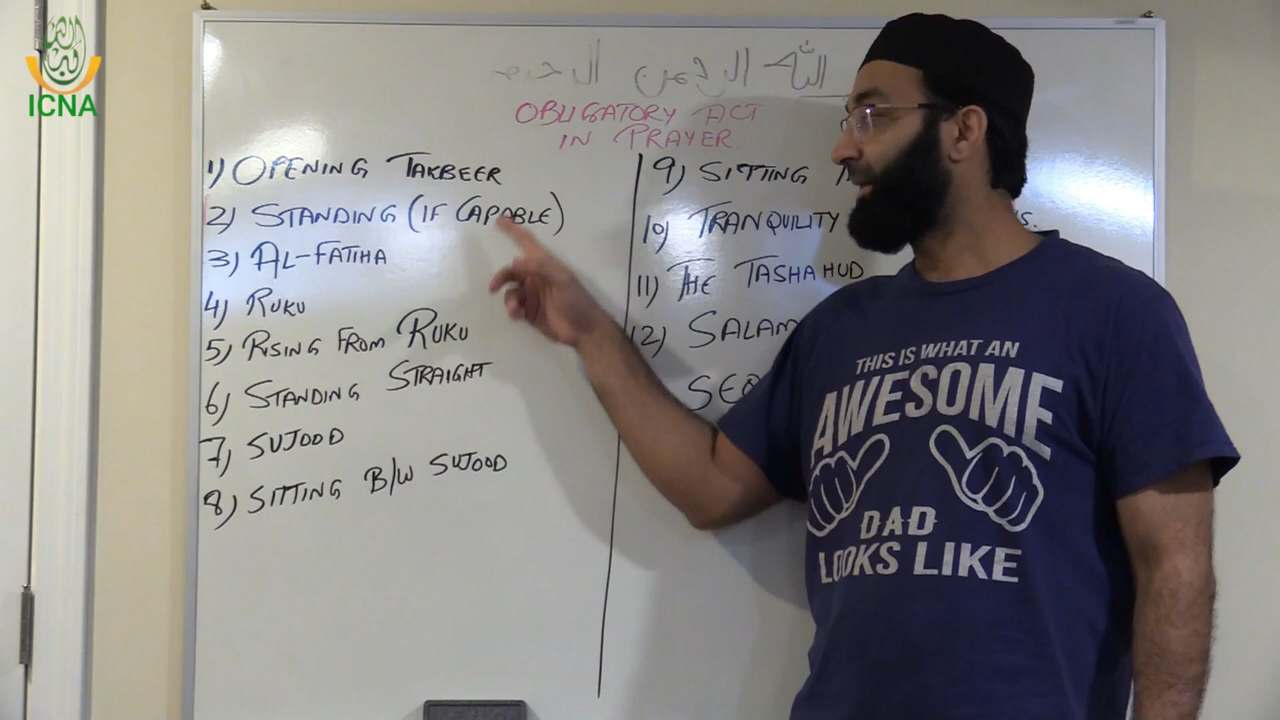 ICNA
الله الرحمن الرحيم
OBLIGATORY ACT
IN PRAYER
1) OPENING TAKBEER
2) STANDING (IF CAPABLE)
3) AL-FATIHA
4) RUKU
5) RISING FROM RUKU
6) STANDING STRAIGHT
7) SUJOOD
8) SITTING B/W SUJOOD
9) SITTING
10) TRANQUILITY
11) THE TASHAHUD
12) SALAM
SEQ
THIS IS WHAT AN
AWESOME
DAD
LOOKS LIKE